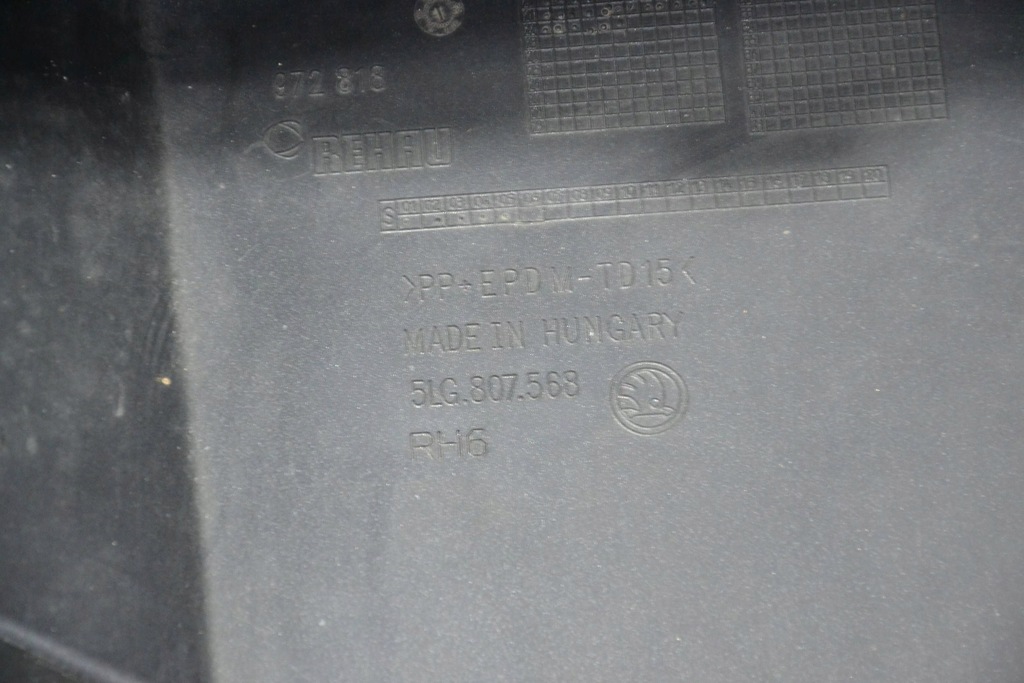 972 818
REHAU
>PP+EPDM-TD15<
MADE IN HUNGARY
5LG.807.568
RH6